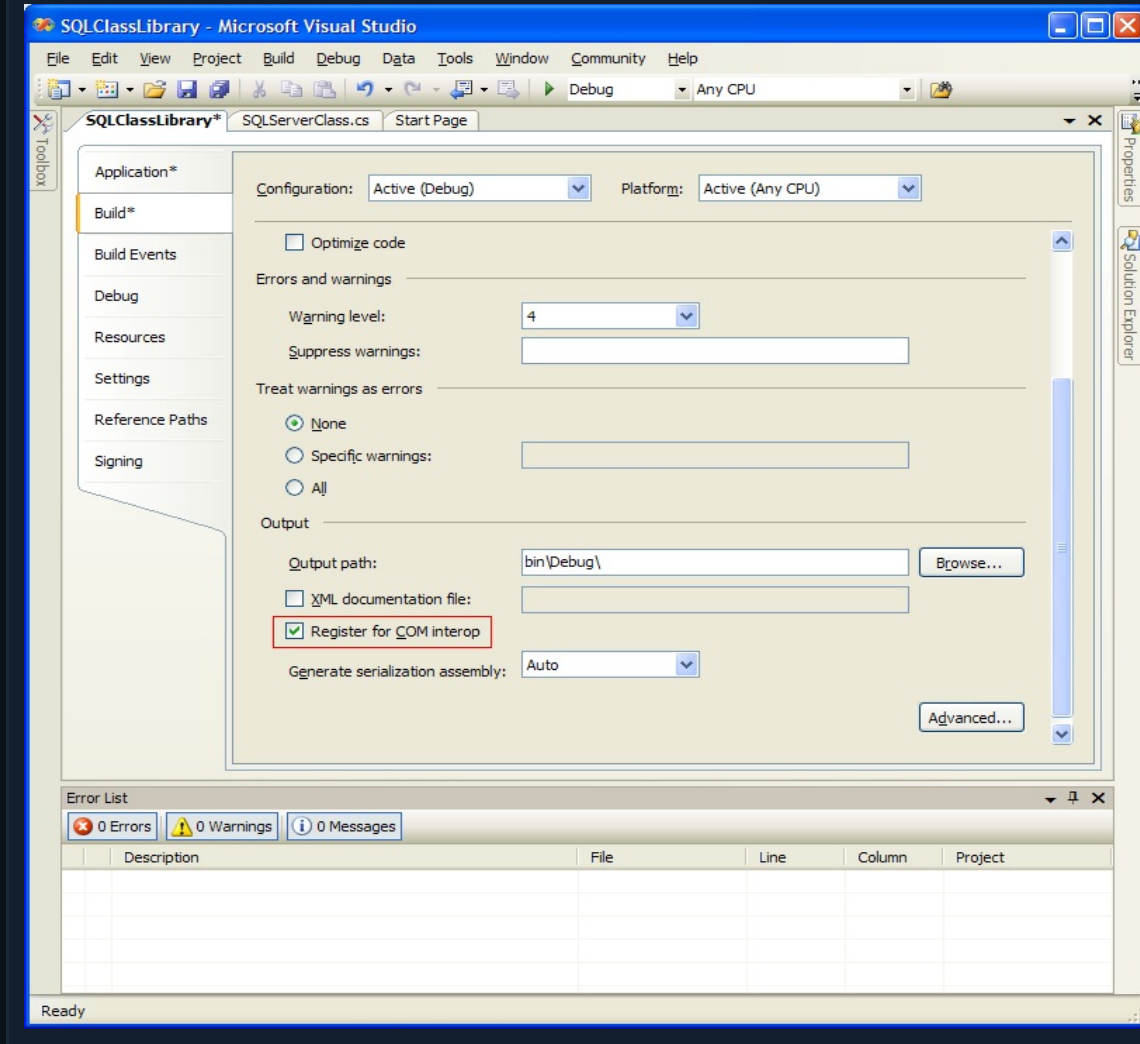 SQLClassLibrary - Microsoft Visual Studio
File Edit View Project Build Debug Data Tools Window Community Help
Debug Any CPU
Toolbox
SQLClassLibrary* SQLServerClass.cs Start Page
Properties
Solution Explorer
Application*
Build*
Build Events
Debug
Resources
Settings
Reference Paths
Signing
Configuration: Active (Debug) Platform: Active (Any CPU)
Optimize code
Errors and warnings
Warning level: 4
Suppress warnings:
Treat warnings as errors
None
Specific warnings:
All
Output
Output path: bin\Debug\ Browse...
XML documentation file:
Register for COM interop
Generate serialization assembly: Auto
Advanced...
Error List
0 Errors 0 Warnings 0 Messages
Description File Line Column Project
Ready